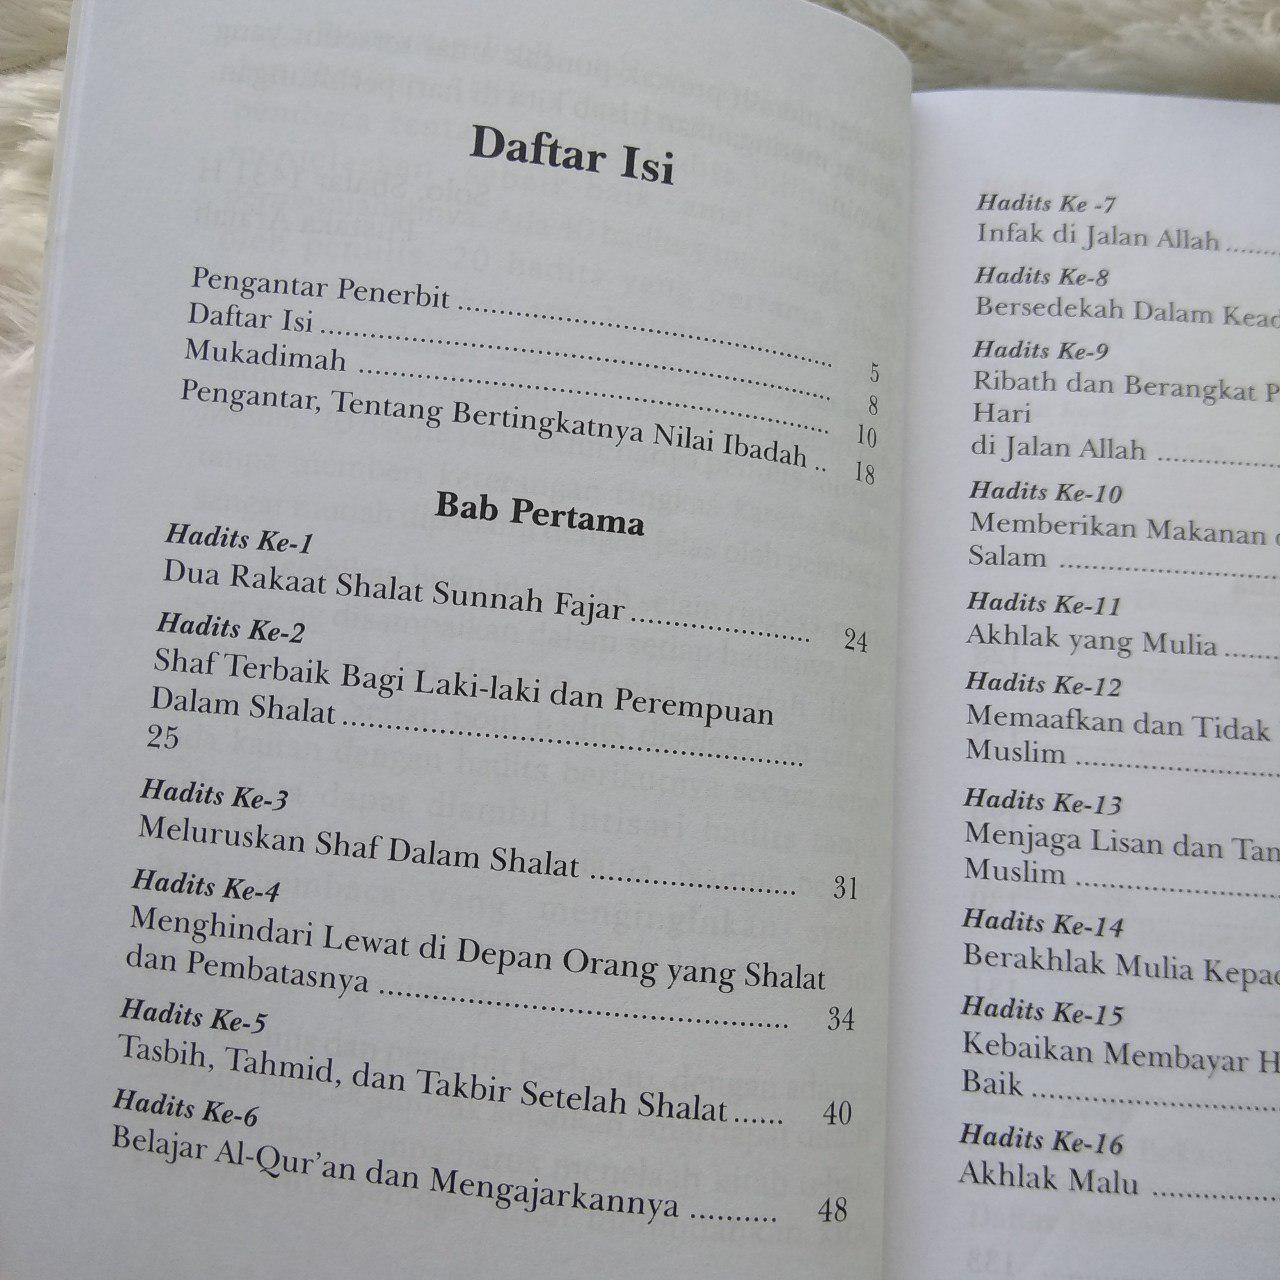 Daftar Isi
Pengantar Penerbit ........................................ 5
Daftar Isi ........................................................ 8
Mukadimah .................................................... 10
Pengantar, Tentang Bertingkatnya Nilai Ibadah .. 18
Bab Pertama
Hadits Ke-1
Dua Rakaat Shalat Sunnah Fajar ..................... 24
Hadits Ke-2
Shaf Terbaik Bagi Laki-laki dan Perempuan
Dalam Shalat ...................................................
25
Hadits Ke-3
Meluruskan Shaf Dalam Shalat ....................... 31
Hadits Ke-4
Menghindari Lewat di Depan Orang yang Shalat
dan Pembatasnya .............................................. 34
Hadits Ke-5
Tasbih, Tahmid, dan Takbir Setelah Shalat ...... 40
Hadits Ke-6
Belajar Al-Qur'an dan Mengajarkannya .......... 48
Hadits Ke -7
Infak di Jalan Allah .......
Hadits Ke-8
Bersedekah Dalam
Hadits Ke-9
Ribath dan Berangkat
Hari
di Jalan Allah ..............
Hadits Ke-10
Memberikan Makanan
Salam .........................
Hadits Ke-11
Akhlak yang Mulia ......
Hadits Ke-12
Memaafkan dan Tidak
Muslim .......................
Hadits Ke-13
Menjaga Lisan dan
Muslim .......................
Hadits Ke-14
Berakhlak Mulia
Hadits Ke-15
Kebaikan Membayar
Baik ............................
Hadits Ke-16
Akhlak Malu ..............